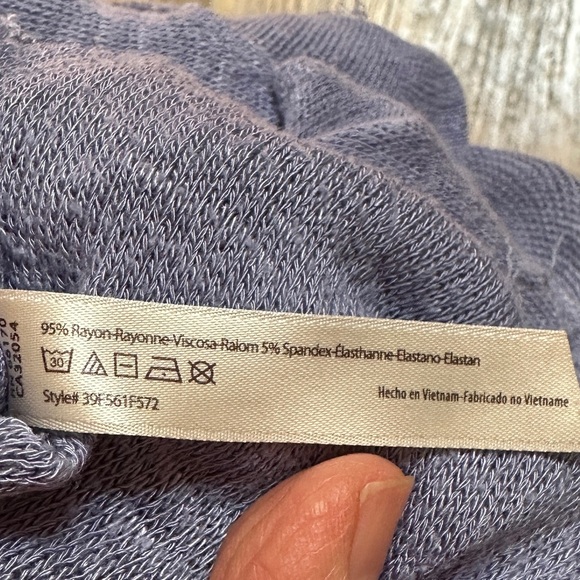 95% Rayon-Rayonne-Viscosa-Raiom 5% Spandex-Élasthanne-Elastano-Elastan
30
Style# 39F561F572
Hecho en Vietnam-Fabricado no Vietname
CA32054